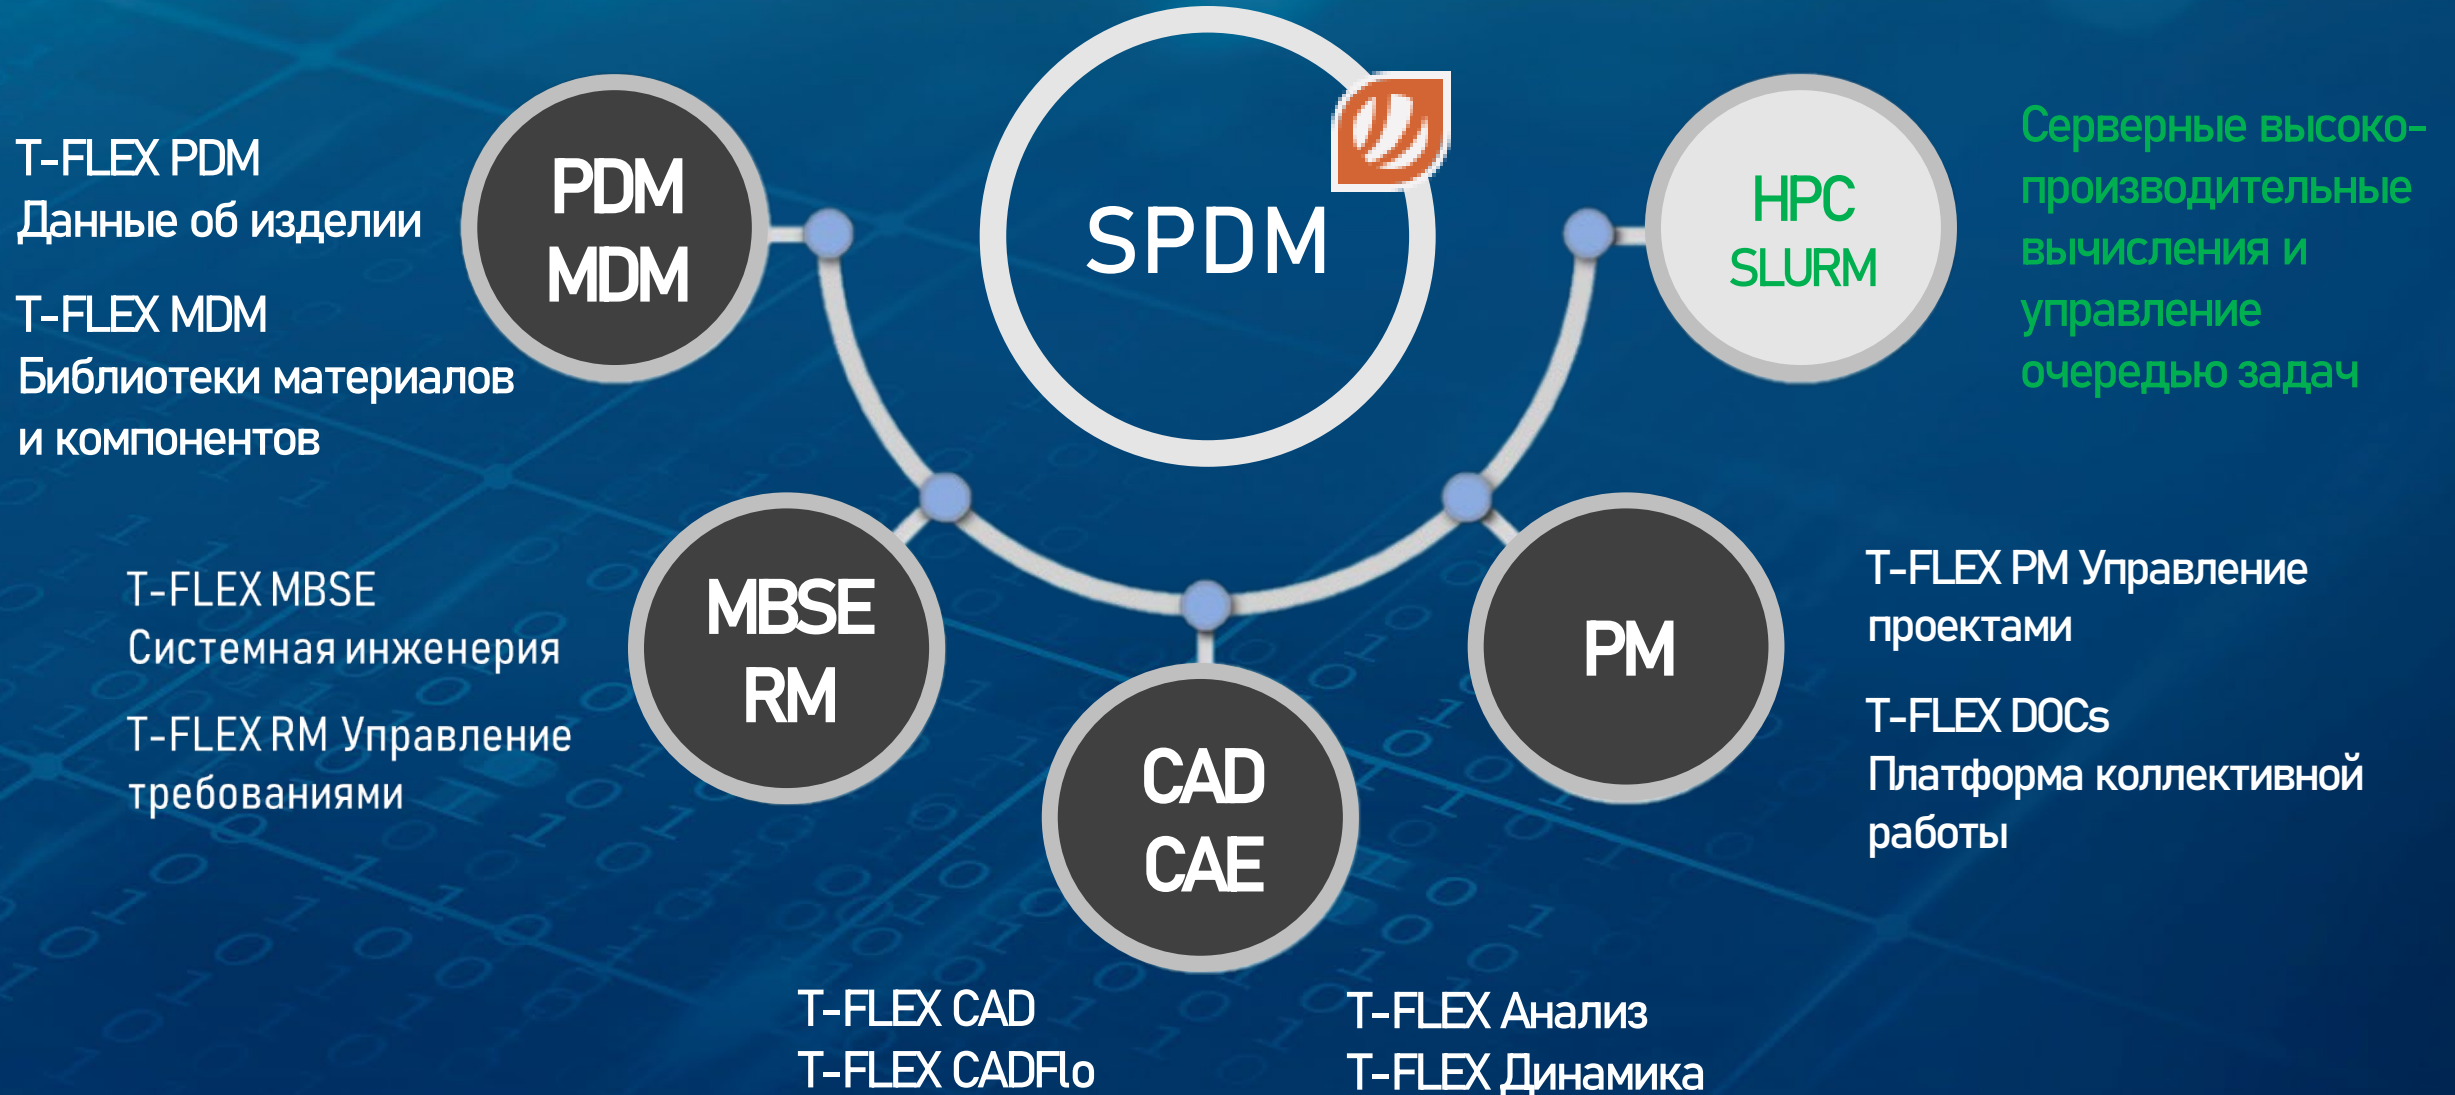 T-FLEX PDM
Данные об изделии
T-FLEX MDM
Библиотеки материалов
и компонентов
PDM
MDM
SPDM
HPC
SLURM
Серверные высоко-
производительные
вычисления и
управление
очередью задач
T-FLEX MBSE
Системная инженерия
T-FLEX RM Управление
требованиями
MBSE
RM
CAD
CAE
PM
T-FLEX PM Управление
проектами
T-FLEX DOCs
Платформа коллективной
работы
T-FLEX CAD
T-FLEX CADFlo
T-FLEX Анализ
T-FLEX Динамика